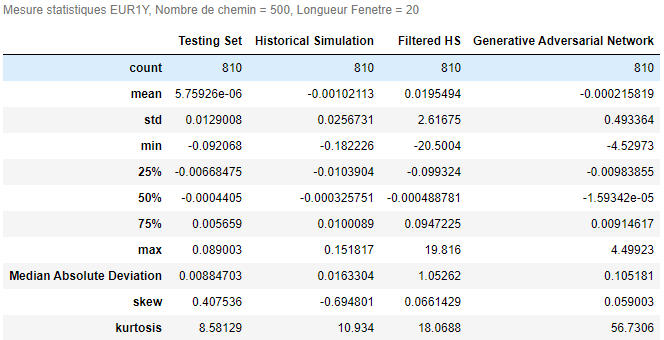 Mesure statistiques EUR1Y, Nombre de chemin = 500, Longueur Fenetre = 20
Testing Set Historical Simulation Filtered HS Generative Adversarial Network
count 810 810 810 810
mean 5.75926e-06 -0.00102113 0.0195494 -0.000215819
std 0.0129008 0.0256731 2.61675 0.493364
min -0.092068 -0.182226 -20.5004 -4.52973
25% -0.00668475 -0.0103904 -0.099324 -0.00983855
50% -0.0004405 -0.000325751 -0.000488781 -1.59342e-05
75% 0.005659 0.0100089 0.0947225 0.00914617
max 0.089003 0.151817 19.816 4.49923
Median Absolute Deviation 0.00884703 0.0163304 1.05262 0.105181
skew 0.407536 -0.694801 0.0661429 0.059003
kurtosis 8.58129 10.934 18.0688 56.7306